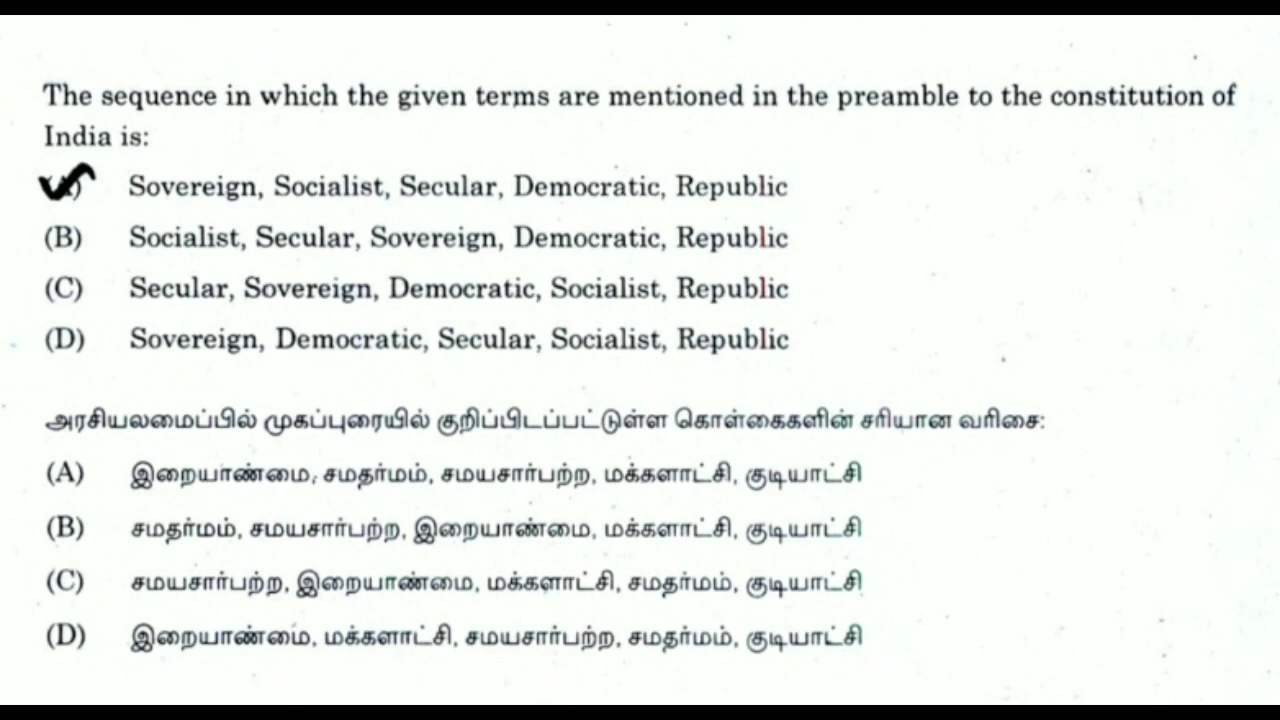 The sequence in which the given terms are mentioned in the preamble to the constitution of
India is:
Sovereign, Socialist, Secular, Democratic, Republic
(B) Socialist, Secular, Sovereign, Democratic, Republic
(C) Secular, Sovereign, Democratic, Socialist, Republic
(D) Sovereign, Democratic, Secular, Socialist, Republic
அரசியலமைப்பில் முகப்புரையில் குறிப்பிடப்பட்டுள்ள கொள்கைகளின் சரியான வரிசை:
(A) இறையாண்மை, சமதர்மம், சமயசார்பற்ற, மக்களாட்சி, குடியாட்சி
(B) சமதர்மம், சமயசார்பற்ற, இறையாண்மை, மக்களாட்சி, குடியாட்சி
(C) சமயசார்பற்ற, இறையாண்மை, மக்களாட்சி, சமதர்மம், குடியாட்சி
(D) இறையாண்மை, மக்களாட்சி, சமயசார்பற்ற, சமதர்மம், குடியாட்சி